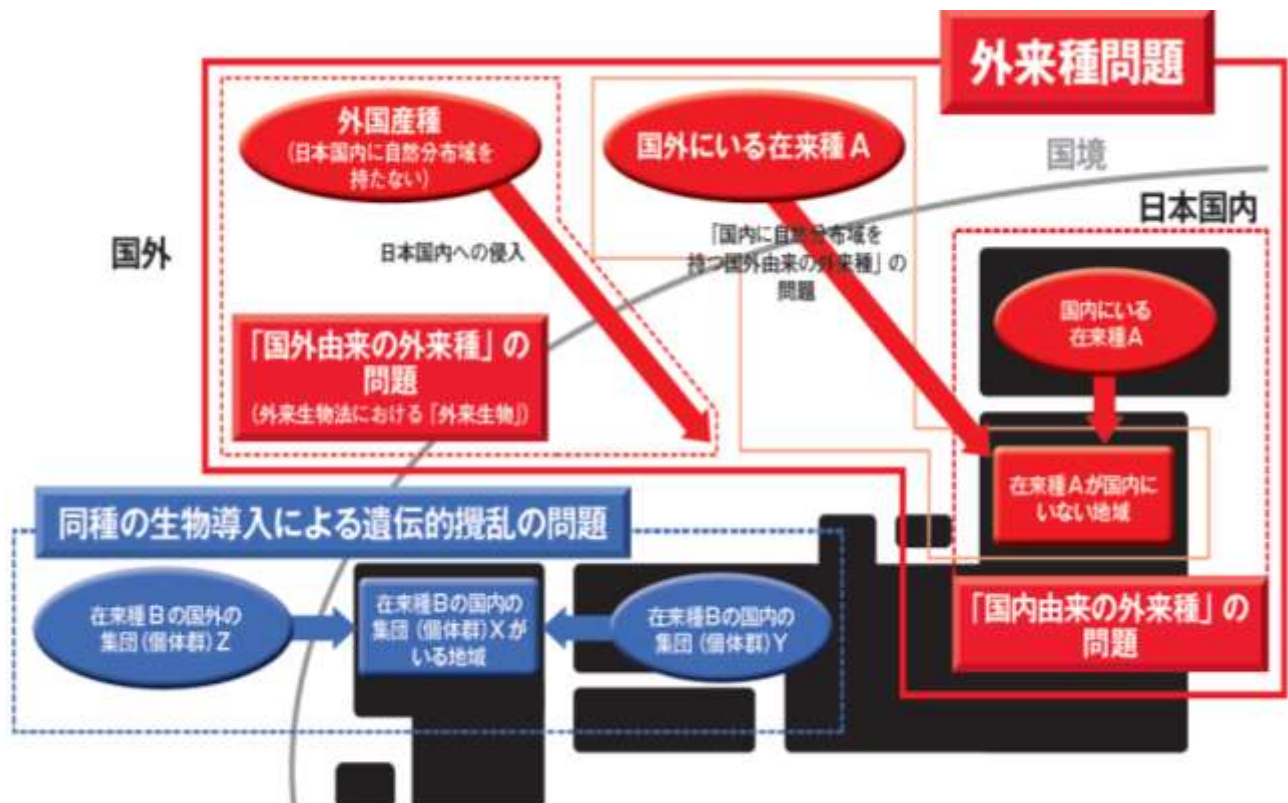 外来種問題
外国産種
(日本国内に自然分布域を
持たない)
国外にいる在来種A
国境
日本国内
国外
日本国内への侵入
「国内に自然分布域を
持つ国外由来の外来種」の
問題
国内にいる
在来種A
「国外由来の外来種」の
問題
(外来生物法における「外来生物」)
在来種Aが国内に
いない地域
同種の生物導入による遺伝的攪乱の問題
在来種Bの国外の
集団(個体群)Z
在来種Bの国内の
集団(個体群)Xが
いる地域
在来種Bの国内の
集団(個体群)Y
「国内由来の外来種」の
問題